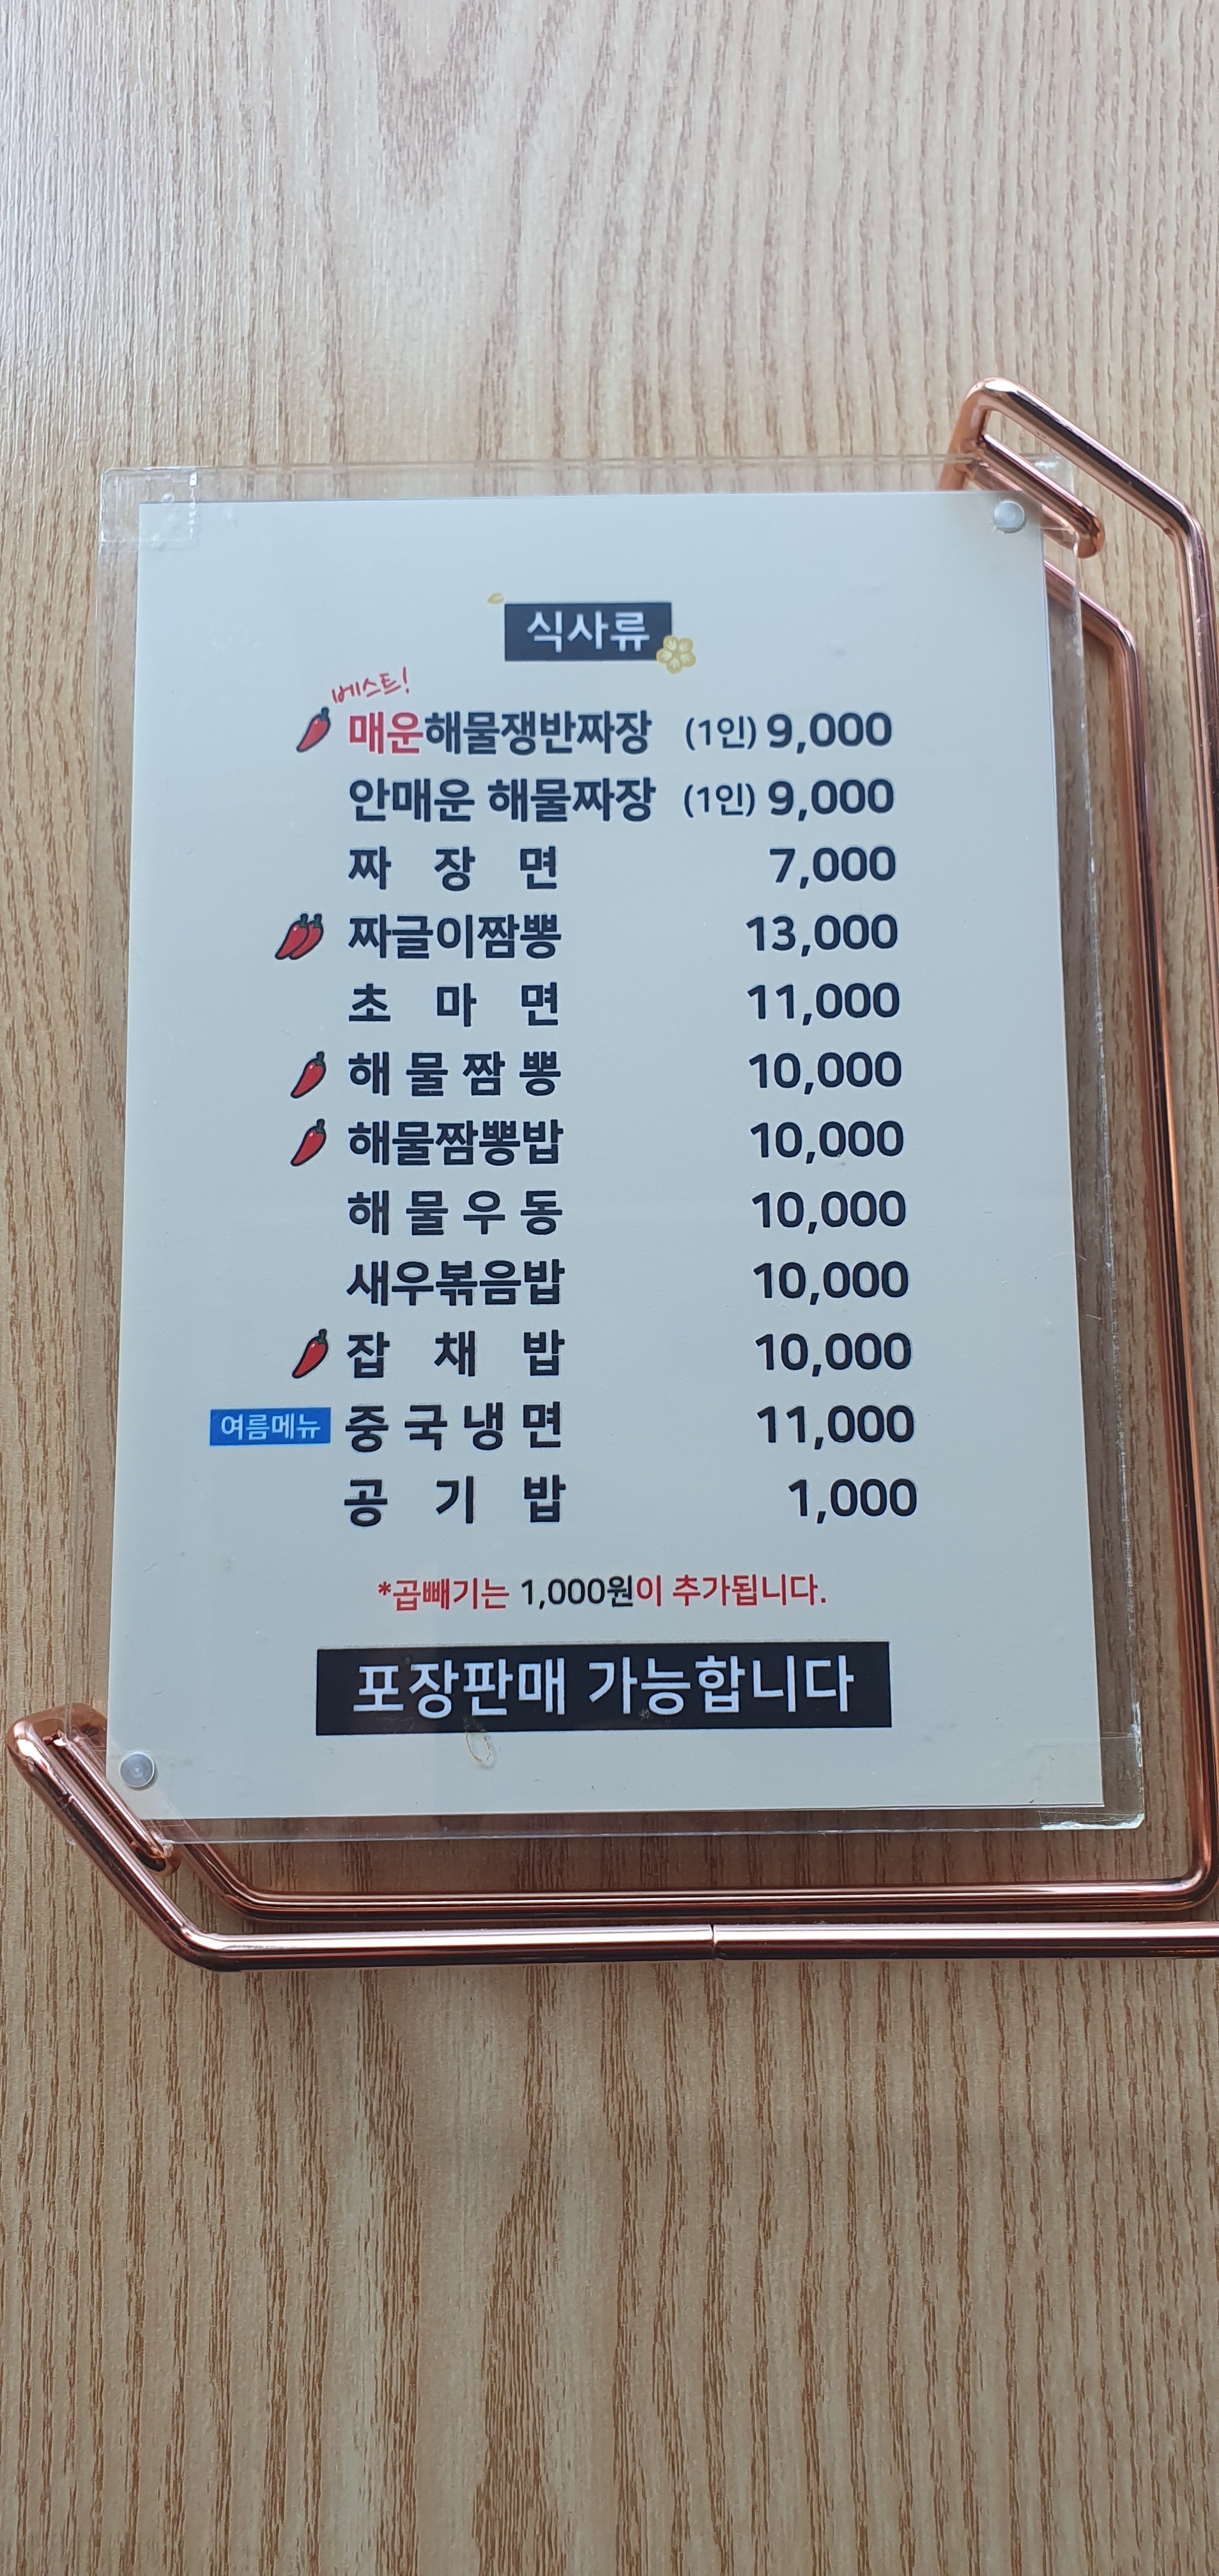 식사류
베스트!
매운해물쟁반짜장 (1인) 9,000
안매운 해물짜장 (1인) 9,000
짜 장 면 7,000
짜글이짬뽕 13,000
초 마 면 11,000
해 물 짬 뽕 10,000
해물짬뽕밥 10,000
해 물 우 동 10,000
새우볶음밥 10,000
잡 채 밥 10,000
여름메뉴 중 국 냉 면 11,000
공 기 밥 1,000
*곱빼기는 1,000원이 추가됩니다.
포장판매 가능합니다